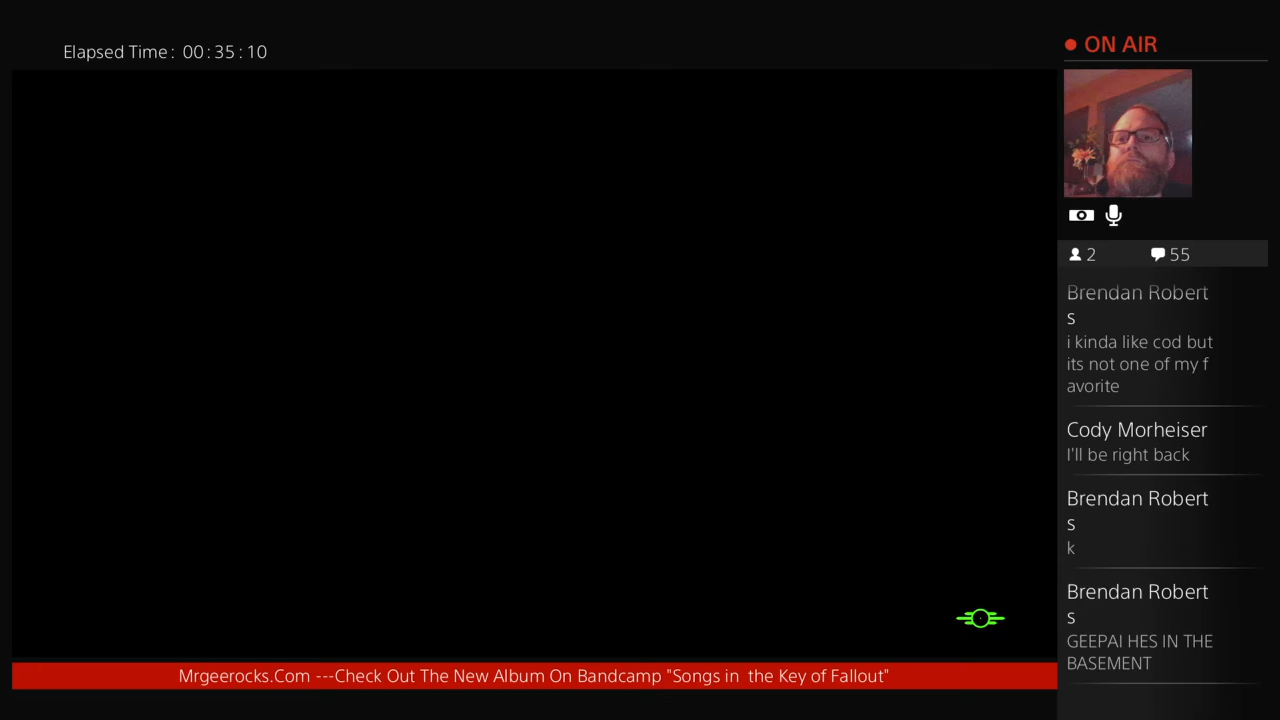 Elapsed Time: 00:35:10
ON AIR
2 55
Brendan Robert
s
i kinda like cod but
its not one of my f
avorite
Cody Morheiser
I'll be right back
Brendan Robert
s
k
Brendan Robert
s
GEEPAI HES IN THE
BASEMENT
Mrgeerocks.Com ---Check Out The New Album On Bandcamp "Songs in  the Key of Fallout"